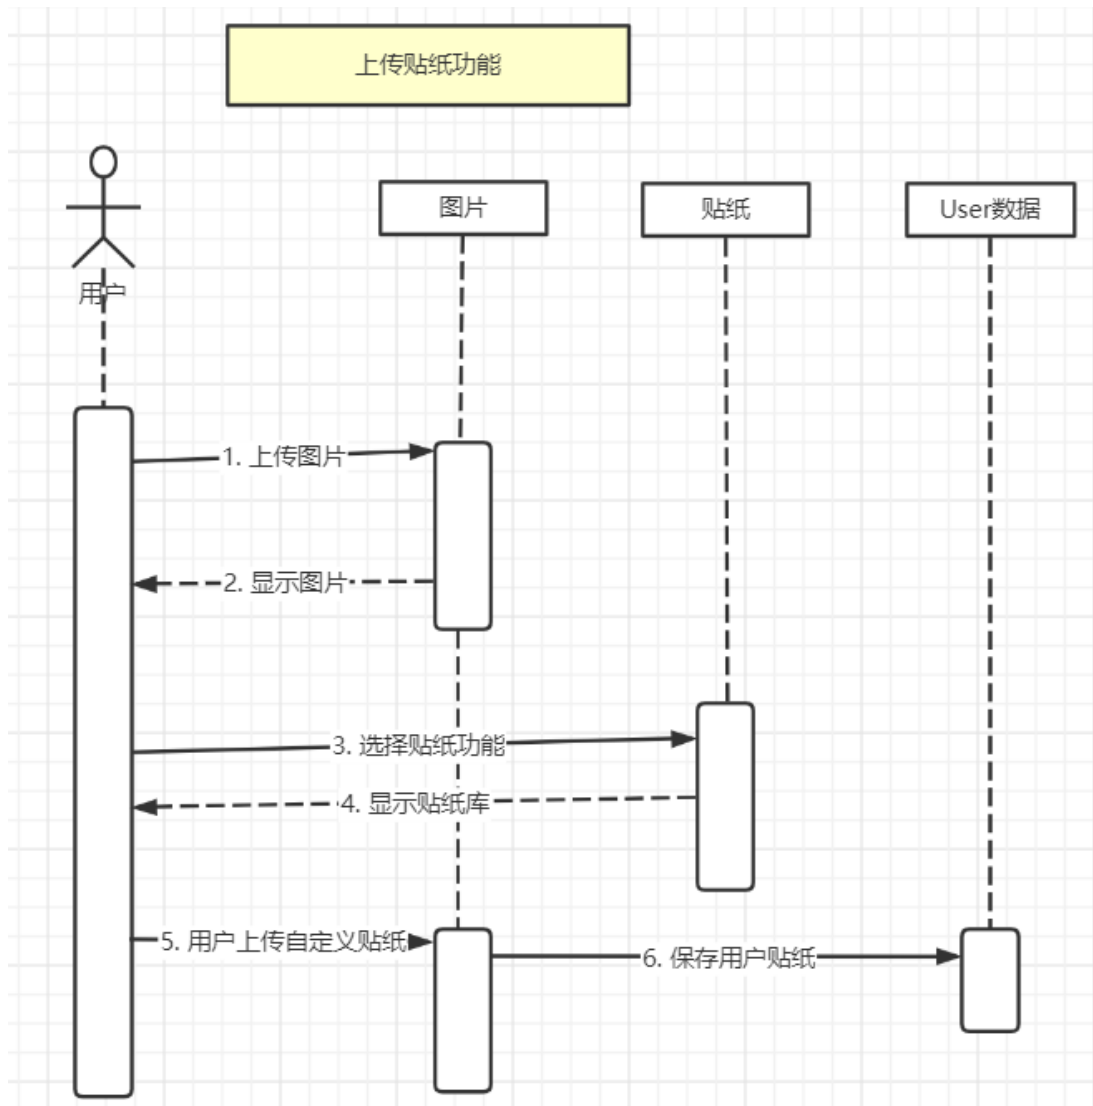 上传贴纸功能
图片
贴纸
User数据
用户
1. 上传图片
2. 显示图片
3. 选择贴纸功能
4. 显示贴纸库
5. 用户上传自定义贴纸
6. 保存用户贴纸